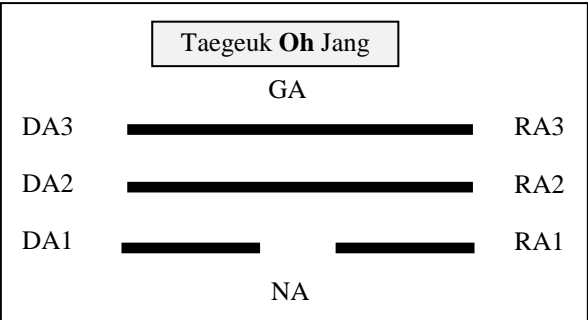 Taegeuk Oh Jang
GA
DA3 RA3
DA2 RA2
DA1 RA1
NA